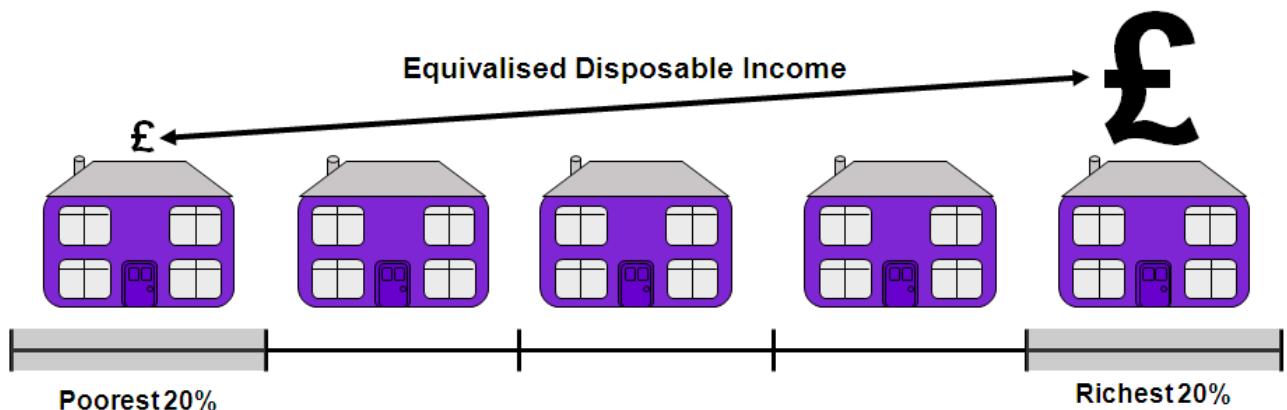 Equivalised Disposable Income
£
£
Poorest 20%
Richest 20%